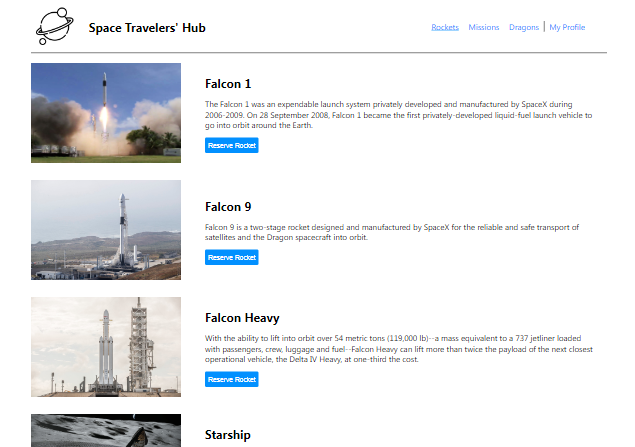 Space Travelers' Hub
Rockets Missions Dragons | My Profile
Falcon 1
The Falcon 1 was an expendable launch system privately developed and manufactured by SpaceX during
2006-2009. On 28 September 2008, Falcon 1 became the first privately-developed liquid-fuel launch vehicle to
go into orbit around the Earth.
Reserve Rocket
Falcon 9
Falcon 9 is a two-stage rocket designed and manufactured by SpaceX for the reliable and safe transport of
satellites and the Dragon spacecraft into orbit.
Reserve Rocket
Falcon Heavy
With the ability to lift into orbit over 54 metric tons (119,000 lb)--a mass equivalent to a 737 jetliner loaded
with passengers, crew, luggage and fuel--Falcon Heavy can lift more than twice the payload of the next closest
operational vehicle, the Delta IV Heavy, at one-third the cost.
Reserve Rocket
Starship